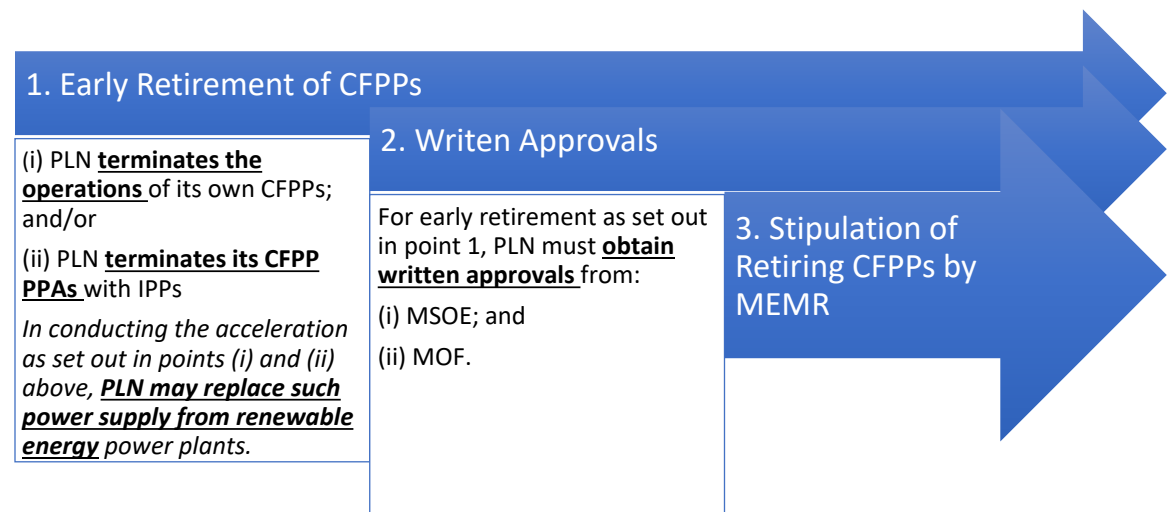 1. Early Retirement of CFPPs
(i) PLN terminates the
operations of its own CFPPs;
and/or
(ii) PLN terminates its CFPP
PPAs with IPPs
In conducting the acceleration
as set out in points (i) and (ii)
above, PLN may replace such
power supply from renewable
energy power plants.
2. Writen Approvals
For early retirement as set out
in point 1, PLN must obtain
written approvals from:
(i) MSOE; and
(ii) MOF.
3. Stipulation of
Retiring CFPPs by
MEMR